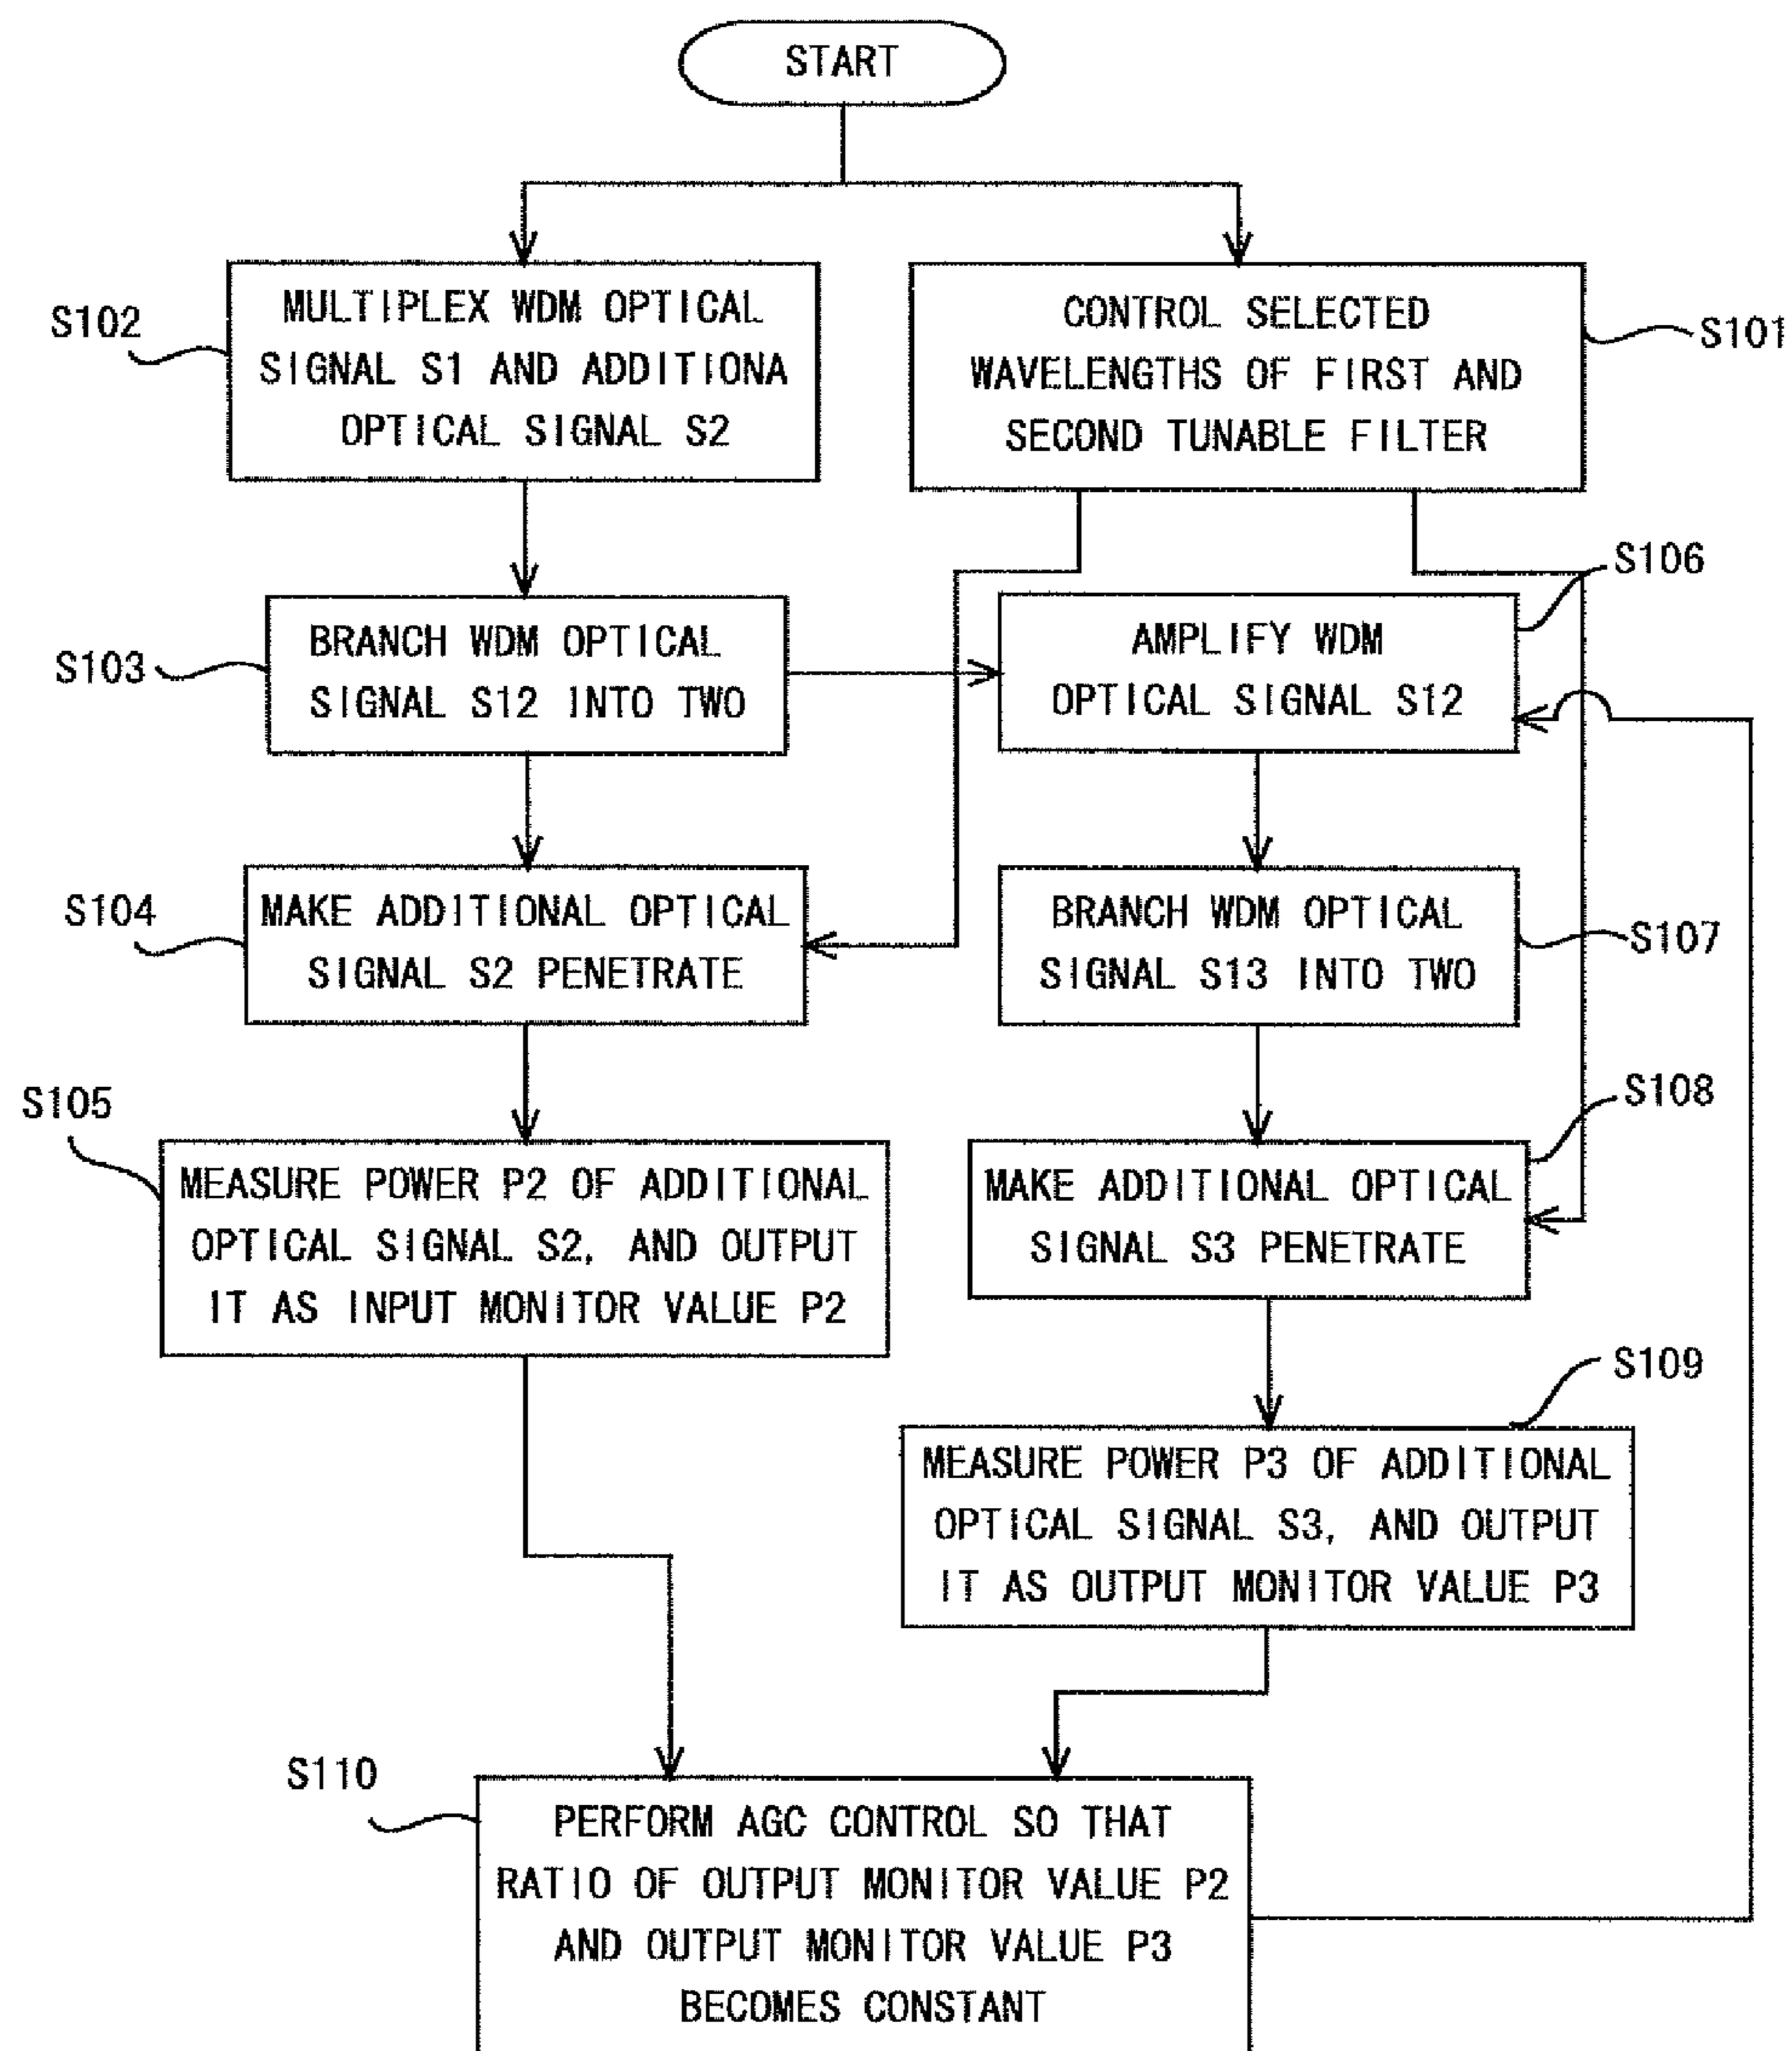 START
S102
MULTIPLEX WDM OPTICAL
SIGNAL S1 AND ADDITIONA
OPTICAL SIGNAL S2
CONTROL SELECTED
WAVELENGTHS OF FIRST AND
SECOND TUNABLE FILTER
S101
S103
BRANCH WDM OPTICAL
SIGNAL S12 INTO TWO
S106
AMPLIFY WDM
OPTICAL SIGNAL S12
S104
MAKE ADDITIONAL OPTICAL
SIGNAL S2 PENETRATE
BRANCH WDM OPTICAL
SIGNAL S13 INTO TWO
S107
S105
MEASURE POWER P2 OF ADDITIONAL
OPTICAL SIGNAL S2, AND OUTPUT
IT AS INPUT MONITOR VALUE P2
S108
MAKE ADDITIONAL OPTICAL
SIGNAL S3 PENETRATE
S109
MEASURE POWER P3 OF ADDITIONAL
OPTICAL SIGNAL S3, AND OUTPUT
IT AS OUTPUT MONITOR VALUE P3
S110
PERFORM AGC CONTROL SO THAT
RATIO OF OUTPUT MONITOR VALUE P2
AND OUTPUT MONITOR VALUE P3
BECOMES CONSTANT